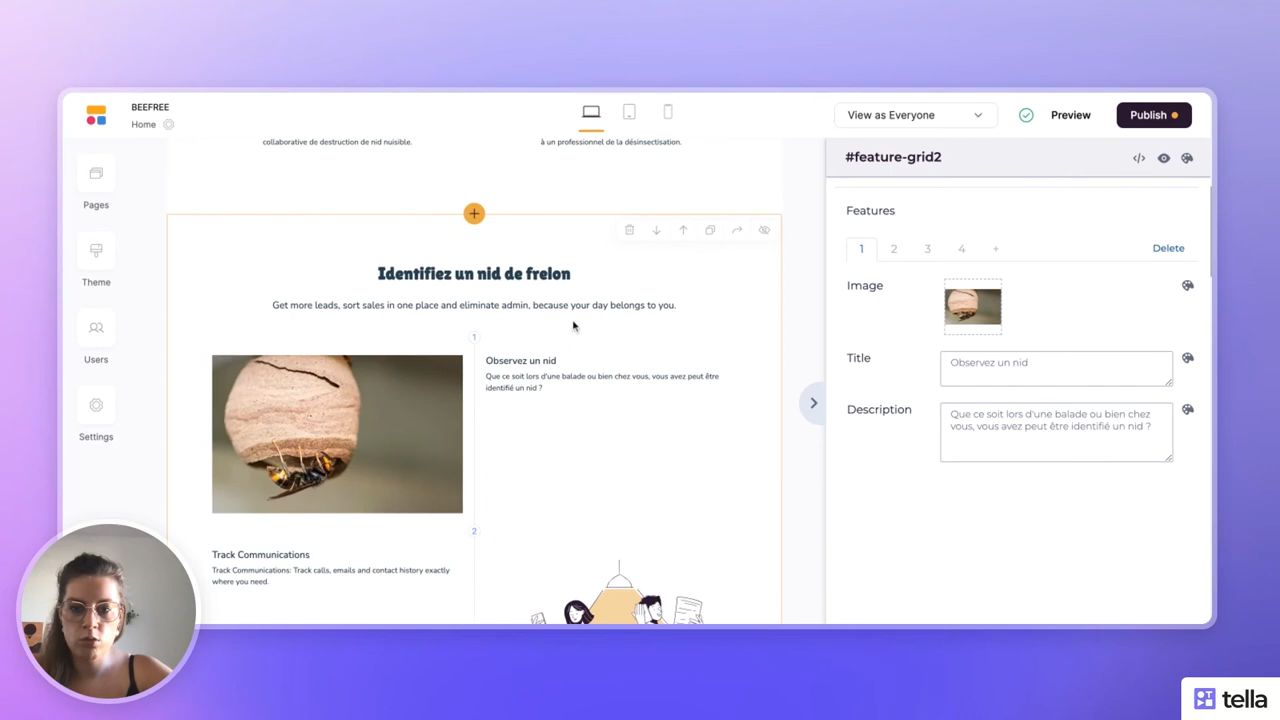 BEEFREE
Home
View as Everyone
Preview
Publish
Pages
Theme
Users
Settings
collaborative de destruction de nid nuisible.
à un professionnel de la désinsectisation.
Identifiez un nid de frelon
Get more leads, sort sales in one place and eliminate admin, because your day belongs to you.
1
Observez un nid
Que ce soit lors d'une balade ou bien chez vous, vous avez peut être
identifié un nid ?
2
Track Communications
Track Communications: Track calls, emails and contact history exactly
where you need.
#feature-grid2
Features
1 2 3 4 +
Delete
Image
Title
Observez un nid
Description
Que ce soit lors d'une balade ou bien chez
vous, vous avez peut être identifié un nid ?
tella